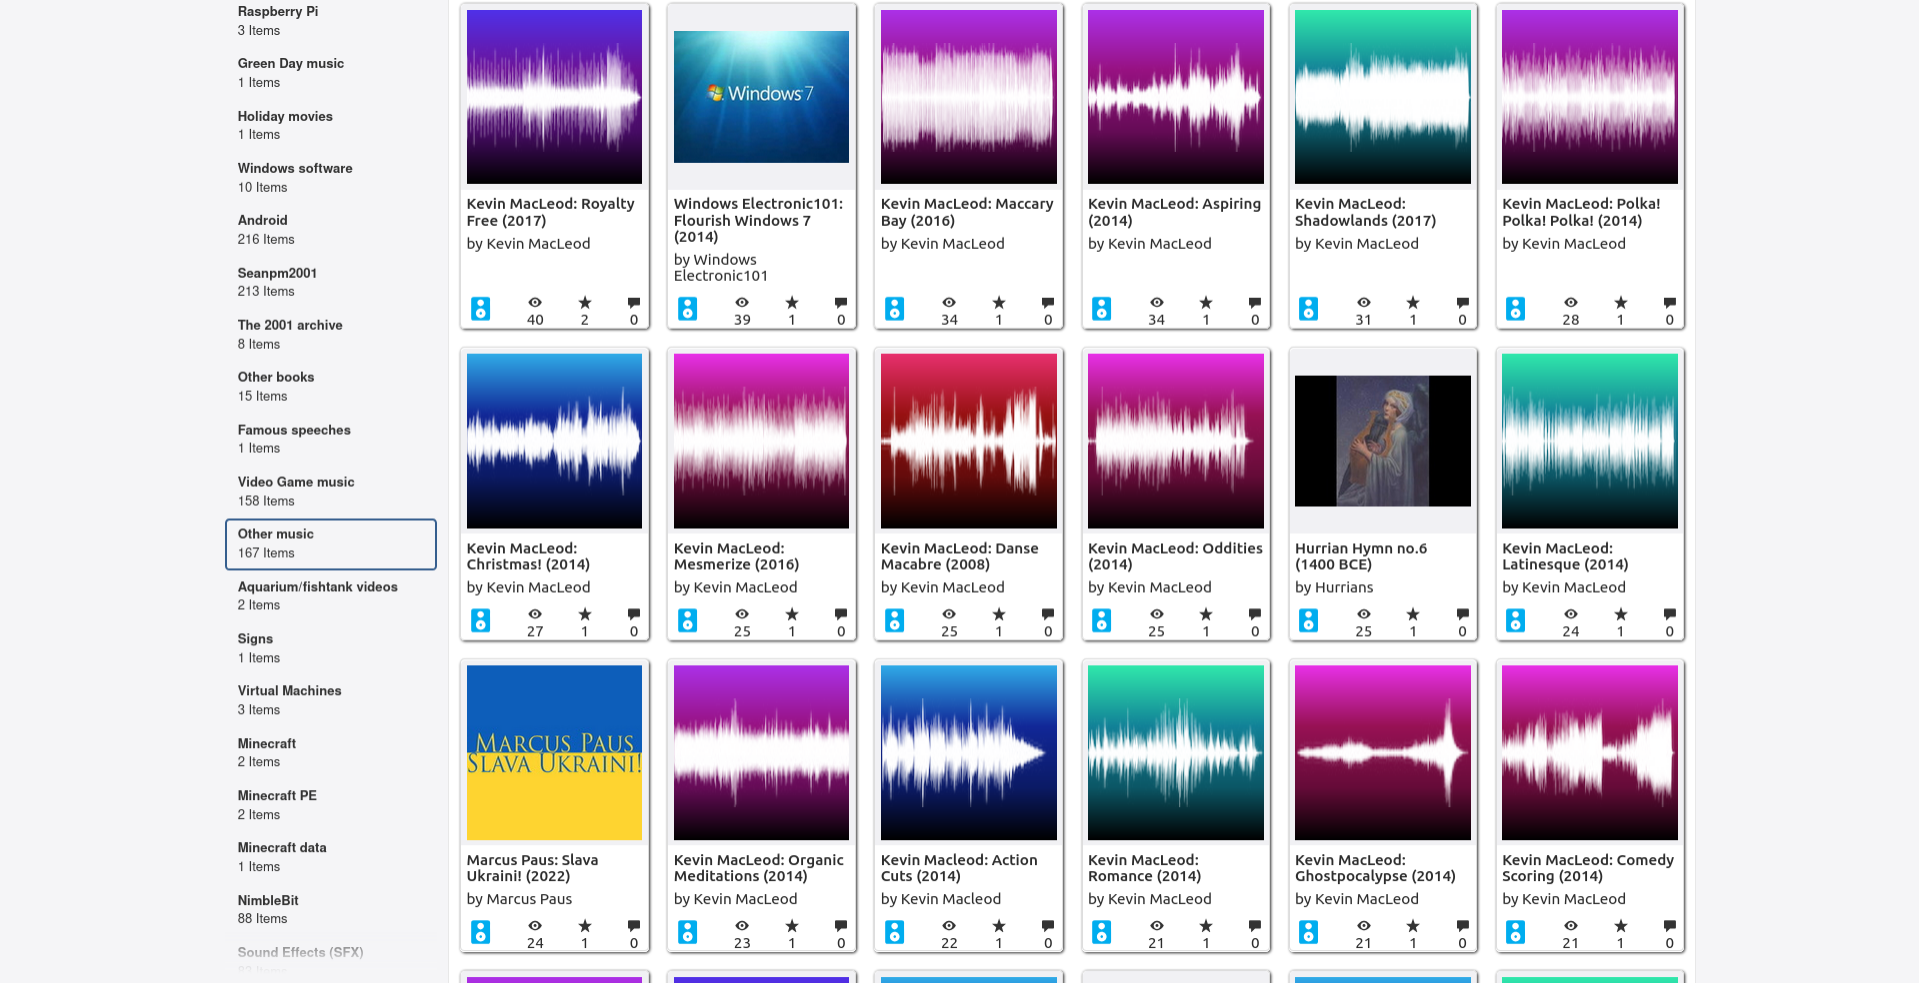 Raspberry Pi
3 Items
Green Day music
1 Items
Holiday movies
1 Items
Windows software
10 Items
Android
216 Items
Seanpm2001
213 Items
The 2001 archive
8 Items
Other books
15 Items
Famous speeches
1 Items
Video Game music
158 Items
Other music
167 Items
Aquarium/fishtank videos
2 Items
Signs
1 Items
Virtual Machines
3 Items
Minecraft
2 Items
Minecraft PE
2 Items
Minecraft data
1 Items
NimbleBit
88 Items
Sound Effects (SFX)
Kevin MacLeod: Royalty
Free (2017)
by Kevin MacLeod
40 2 0
Windows 7
Windows Electronic101:
Flourish Windows 7
(2014)
by Windows
Electronic101
39 1 0
Kevin MacLeod: Maccary
Bay (2016)
by Kevin MacLeod
34 1 0
Kevin MacLeod: Aspiring
(2014)
by Kevin MacLeod
34 1 0
Kevin MacLeod:
Shadowlands (2017)
by Kevin MacLeod
31 1 0
Kevin MacLeod: Polka!
Polka! Polka! (2014)
by Kevin MacLeod
28 1 0
Kevin MacLeod:
Christmas! (2014)
by Kevin MacLeod
27 1 0
Kevin MacLeod:
Mesmerize (2016)
by Kevin MacLeod
25 1 0
Kevin MacLeod: Danse
Macabre (2008)
by Kevin MacLeod
25 1 0
Kevin MacLeod: Oddities
(2014)
by Kevin MacLeod
25 1 0
Hurrian Hymn no.6
(1400 BCE)
by Hurrians
25 1 0
Kevin MacLeod:
Latinesque (2014)
by Kevin MacLeod
24 1 0
MARCUS PAUS
SLAVA UKRAINI!
Marcus Paus: Slava
Ukraini! (2022)
by Marcus Paus
24 1 0
Kevin MacLeod: Organic
Meditations (2014)
by Kevin MacLeod
23 1 0
Kevin Macleod: Action
Cuts (2014)
by Kevin Macleod
22 1 0
Kevin MacLeod:
Romance (2014)
by Kevin MacLeod
21 1 0
Kevin MacLeod:
Ghostpocalypse (2014)
by Kevin MacLeod
21 1 0
Kevin MacLeod: Comedy
Scoring (2014)
by Kevin MacLeod
21 1 0